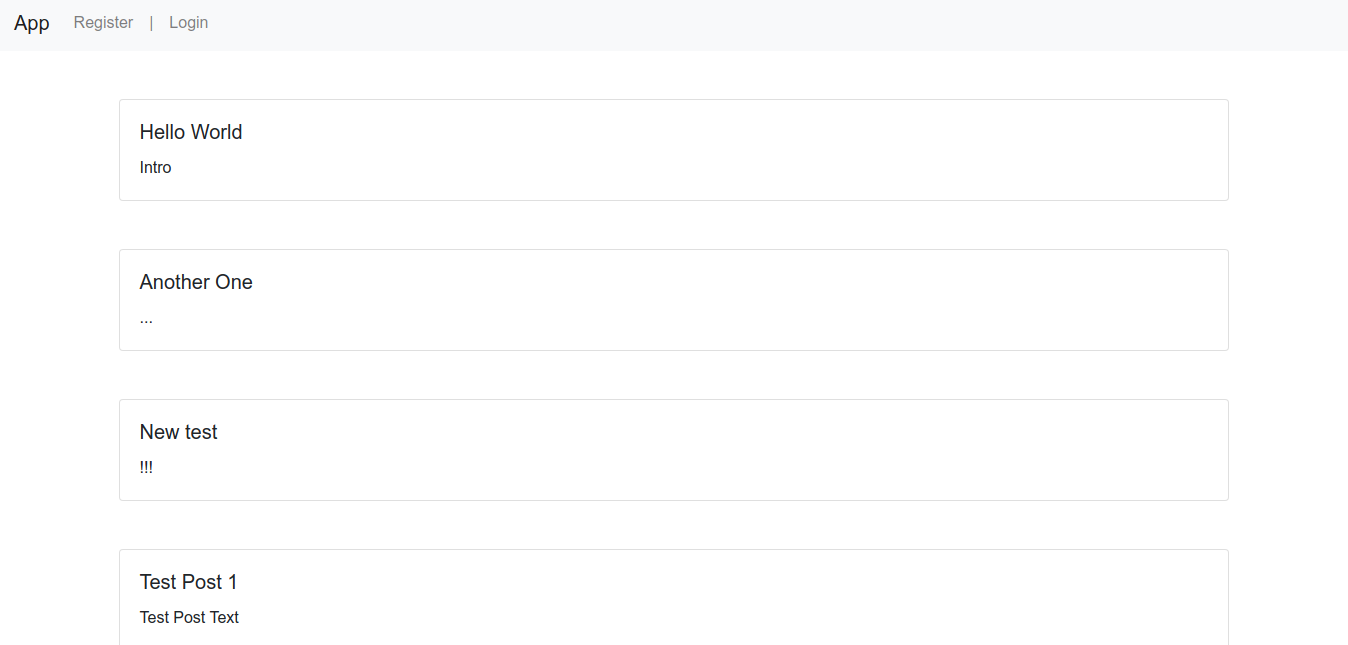 App Register | Login
Hello World
Intro
Another One
...
New test
!!!
Test Post 1
Test Post Text